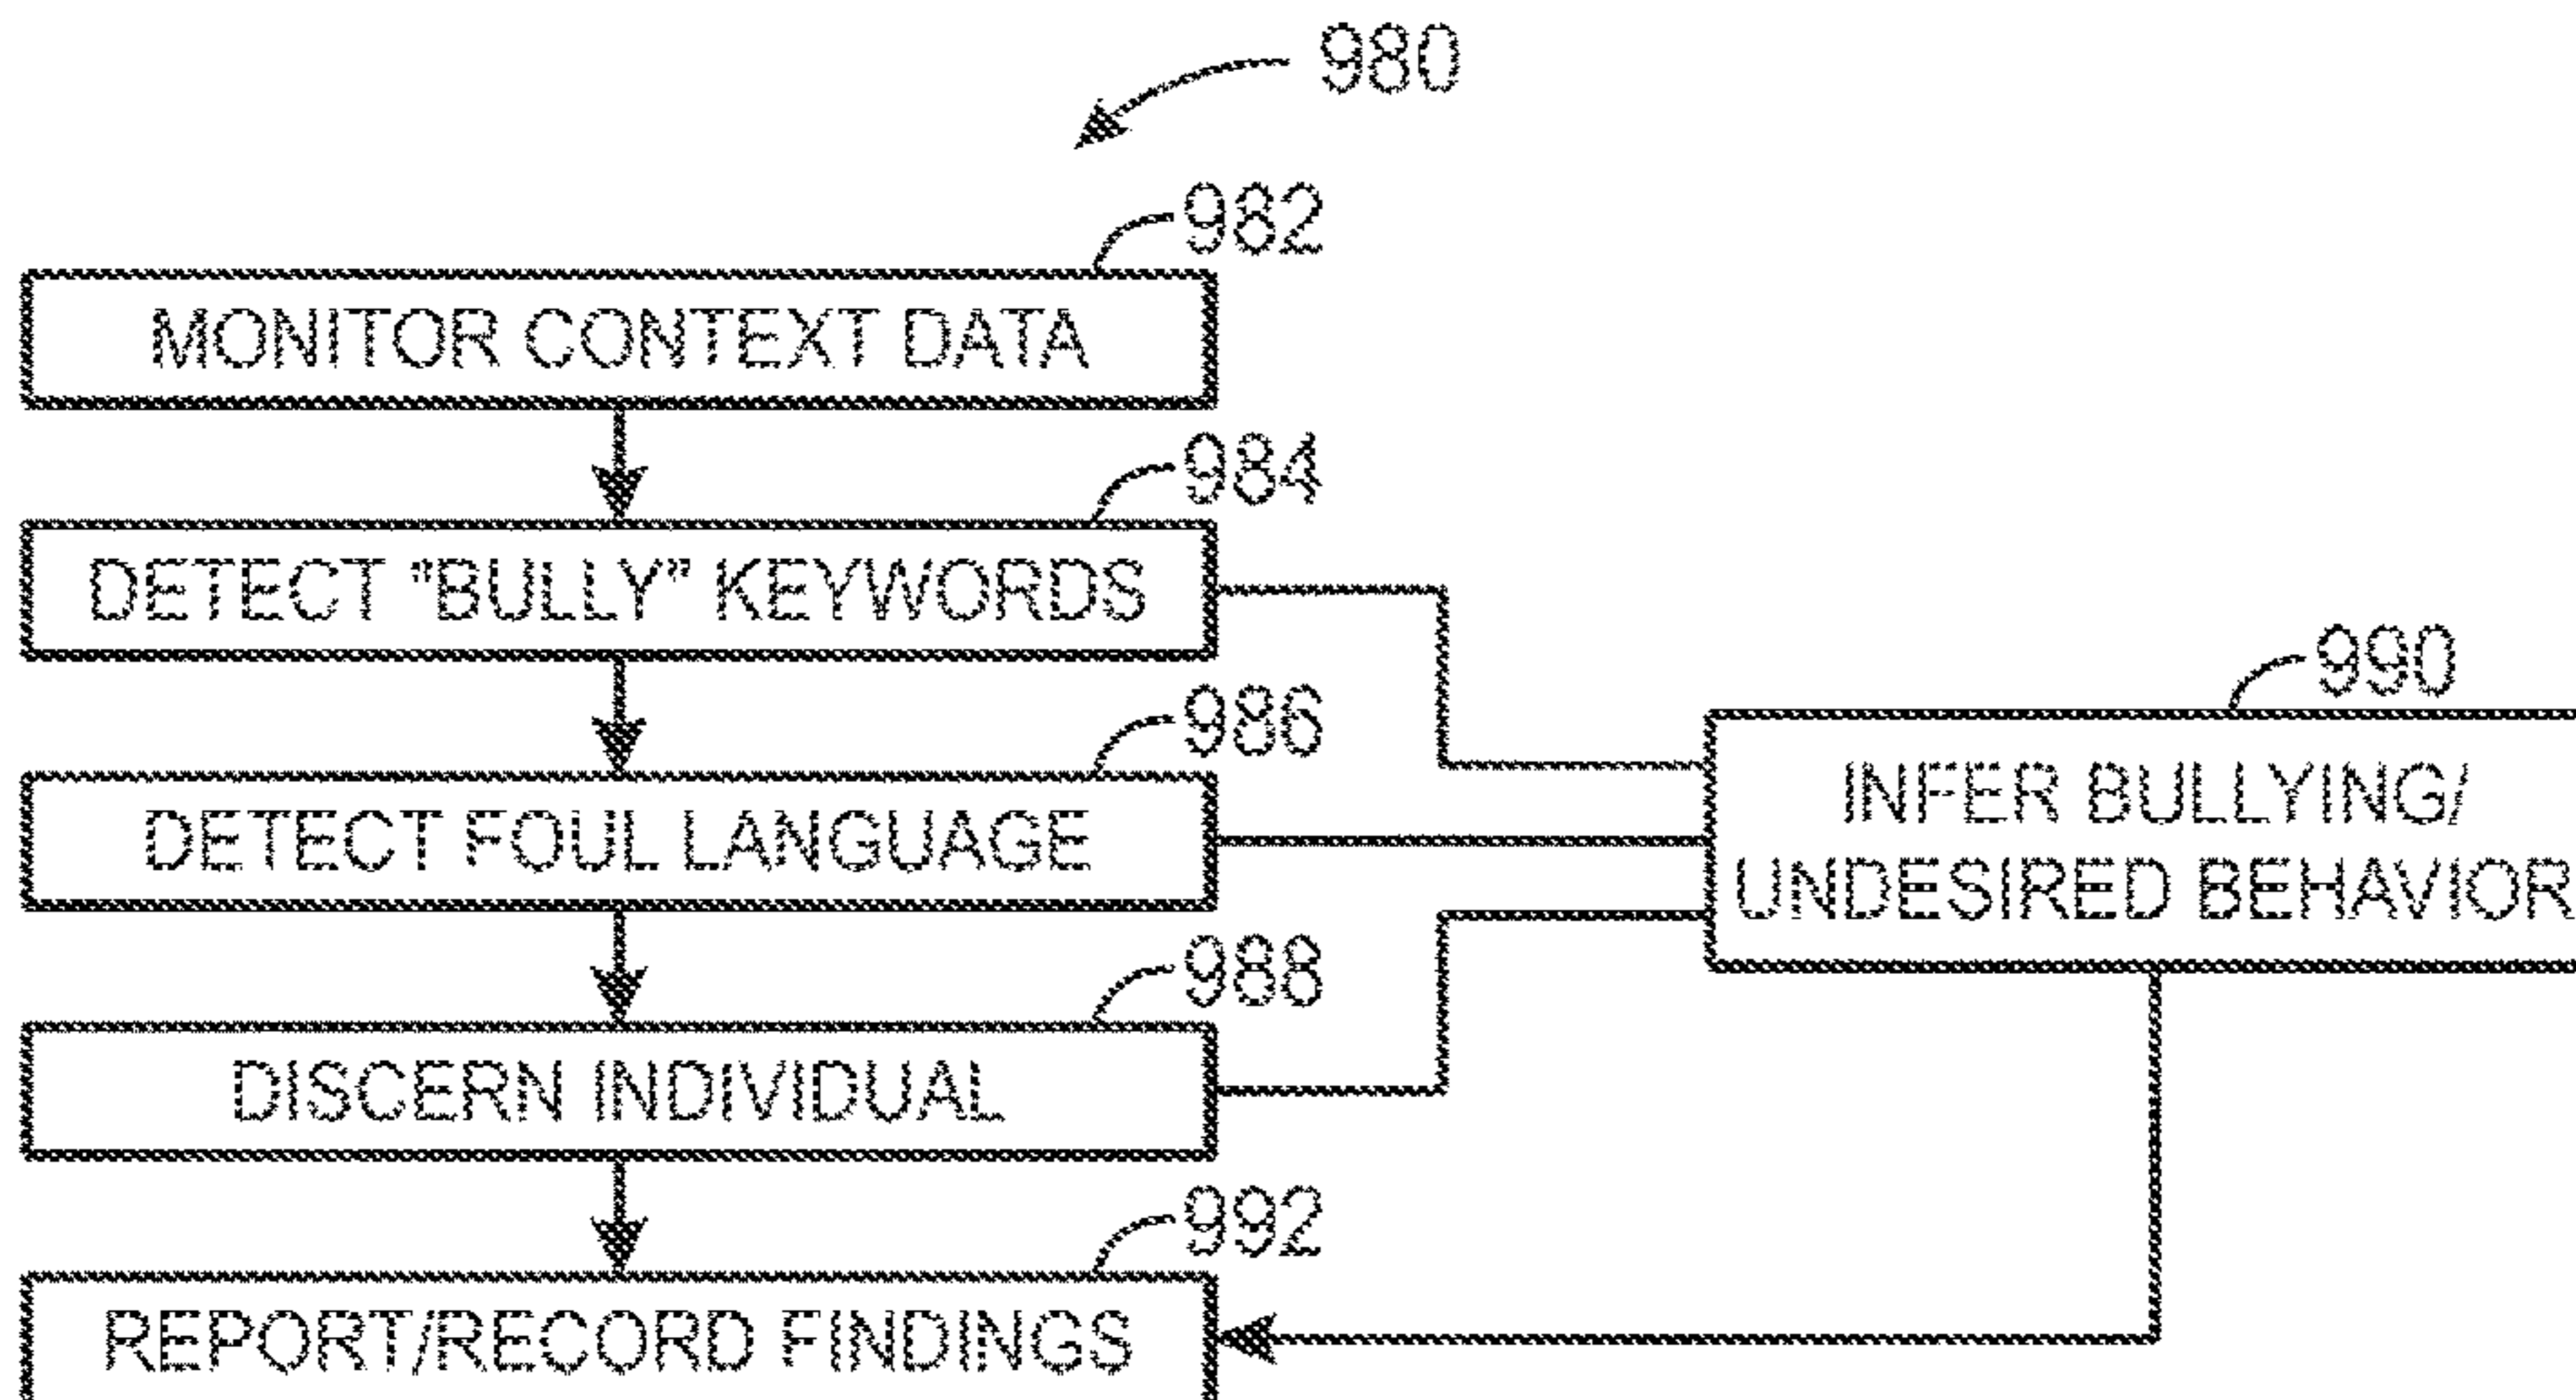 980
982
MONITOR CONTEXT DATA
984
DETECT "BULLY" KEYWORDS
986
DETECT FOUL LANGUAGE
990
INFER BULLYING/
UNDESIRED BEHAVIOR
988
DISCERN INDIVIDUAL
992
REPORT/RECORD FINDINGS